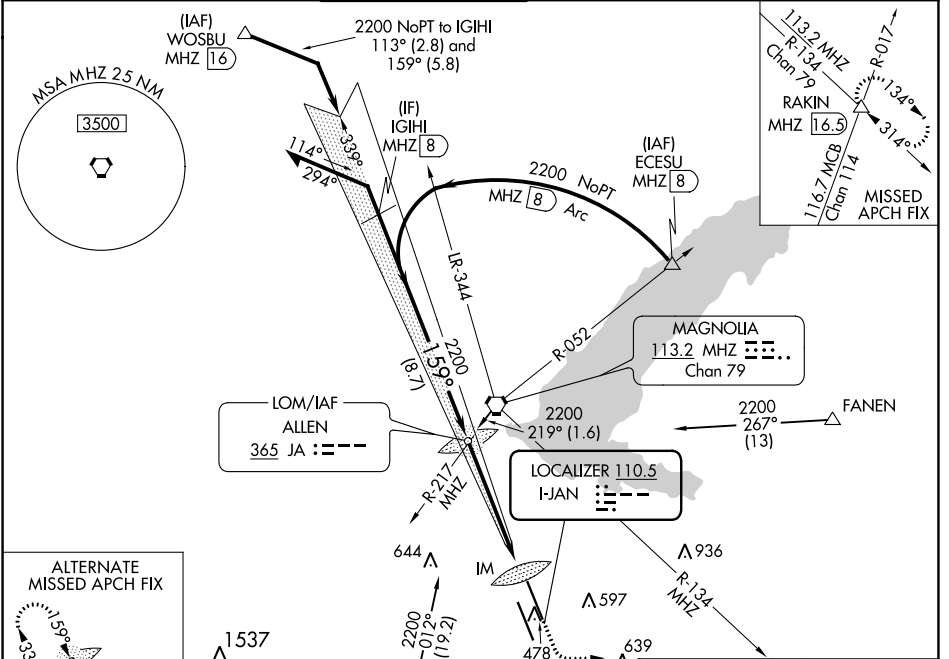 (IAF)
WOSBU
MHZ 16
2200 NoPT to IGIHI
113° (2.8) and
159° (5.8)
MSA MHZ 25 NM
3500
(IF)
IGIHI
MHZ 8
339°
114°
294°
2200 NoPT
MHZ 8 Arc
(IAF)
ECESU
MHZ 8
113.2 MHZ
R-134
Chan 79
R-017
134°
314°
RAKIN
MHZ 16.5
116.7 MCB
Chan 114
MISSED
APCH FIX
LR-344
R-052
2200
159°
(8.7)
MAGNOLIA
113.2 MHZ
Chan 79
LOM/IAF
ALLEN
365 JA
2200
219° (1.6)
2200
267°
(13)
FANEN
R-217
MHZ
LOCALIZER 110.5
I-JAN
644
IM
936
R-134
MHZ
597
ALTERNATE
MISSED APCH FIX
159°
33
1537
2200
012°
(19.2)
478
639